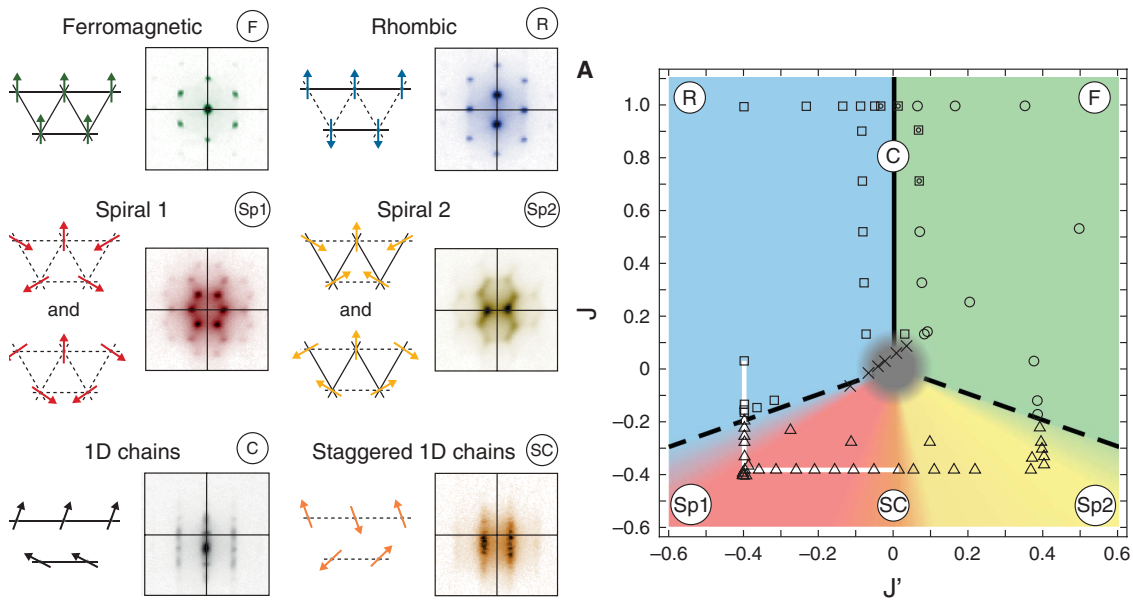 Ferromagnetic F
Rhombic R
Spiral 1 Sp1
and
Spiral 2 Sp2
and
1D chains C
Staggered 1D chains SC
A
R
F
C
Sp1
SC
Sp2
1.0
0.8
0.6
0.4
0.2
0
−0.2
−0.4
−0.6
J
−0.6 −0.4 −0.2 0 0.2 0.4 0.6
J'